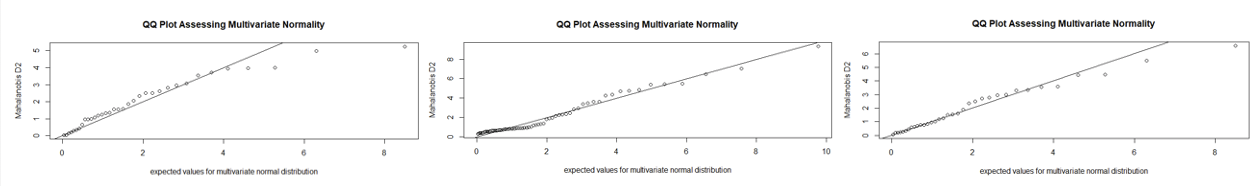 QQ Plot Assessing Multivariate Normality
Mahalanobis D2
5
4
3
2
1
0
0 2 4 6 8
expected values for multivariate normal distribution
QQ Plot Assessing Multivariate Normality
Mahalanobis D2
8
6
4
2
0
0 2 4 6 8 10
expected values for multivariate normal distribution
QQ Plot Assessing Multivariate Normality
Mahalanobis D2
6
5
4
3
2
1
0
0 2 4 6 8
expected values for multivariate normal distribution